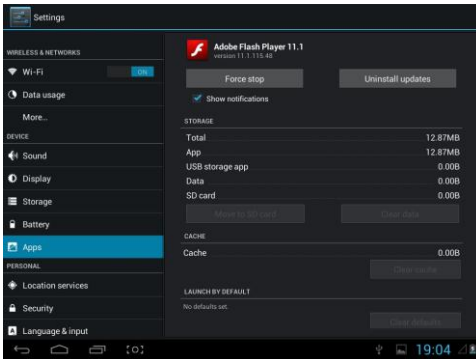 Settings
WIRELESS & NETWORKS
Wi-Fi
ON
Data usage
More...
DEVICE
Sound
Display
Storage
Battery
Apps
PERSONAL
Location services
Security
Language & input
Adobe Flash Player 11.1
version 11.1.115.48
Force stop
Uninstall updates
Show notifications
STORAGE
Total 12.87MB
App 12.87MB
USB storage app 0.00B
Data 0.00B
SD card 0.00B
Move to SD card
Clear data
CACHE
Cache 0.00B
Clear cache
LAUNCH BY DEFAULT
No defaults set.
Clear defaults
19:04